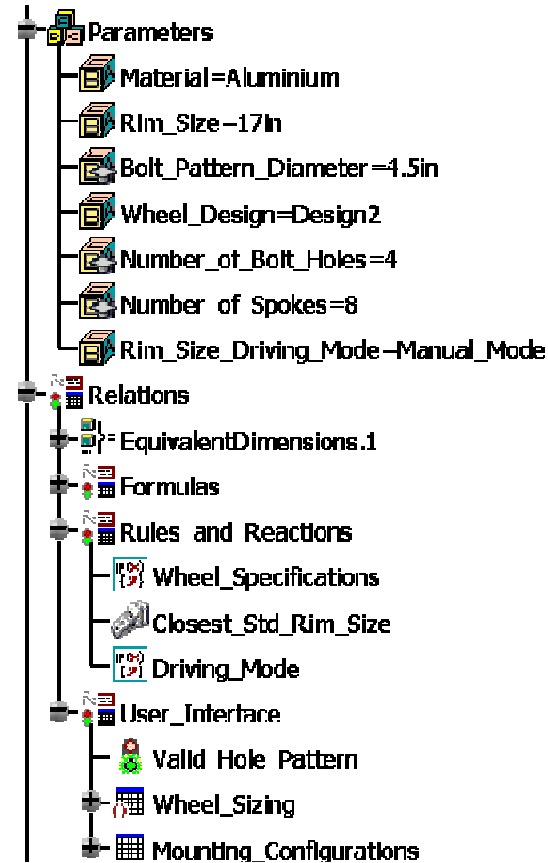 Parameters
Material=Aluminium
Rim_Size=17in
Bolt_Pattern_Diameter=4.5in
Wheel_Design=Design2
Number_of_Bolt_Holes=4
Number of Spokes=8
Rim_Size_Driving_Mode=Manual_Mode
Relations
EquivalentDimensions.1
Formulas
Rules and Reactions
Wheel_Specifications
Closest_Std_Rim_Size
Driving_Mode
User_Interface
Valid Hole Pattern
Wheel_Sizing
Mounting_Configurations